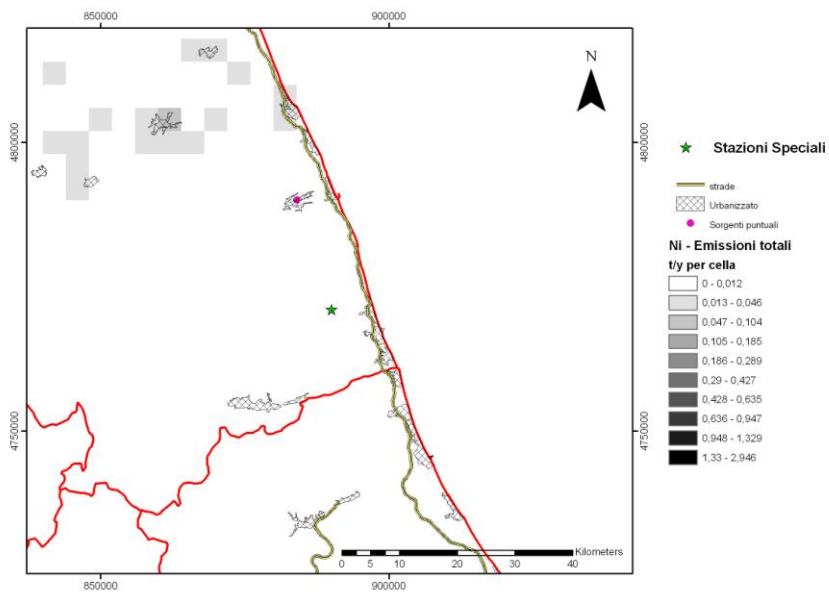 850000
900000
N
4800000
4800000
Stazioni Speciali
strade
Urbanizzato
Sorgenti puntuali
Ni - Emissioni totali
t/y per cella
0 - 0,012
0,013 - 0,046
0,047 - 0,104
0,105 - 0,185
0,186 - 0,289
0,29 - 0,427
0,428 - 0,635
0,636 - 0,947
0,948 - 1,329
1,33 - 2,946
4750000
4750000
Kilometers
0 5 10 20 30 40
850000
900000